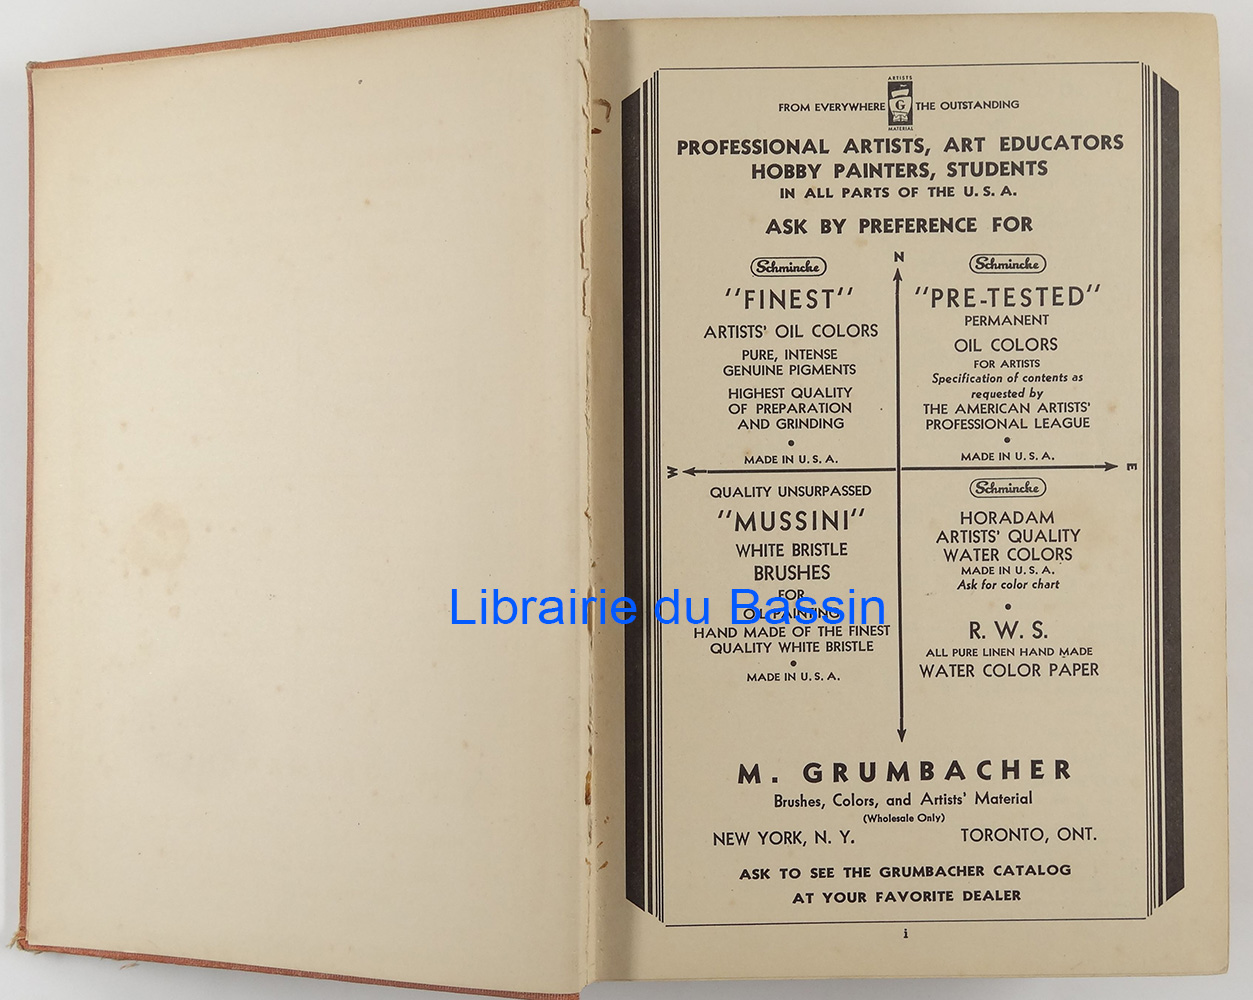 ARTISTS
FROM EVERYWHERE G THE OUTSTANDING
MATERIAL
PROFESSIONAL ARTISTS, ART EDUCATORS
HOBBY PAINTERS, STUDENTS
IN ALL PARTS OF THE U. S. A.
ASK BY PREFERENCE FOR
N
Schmincke
"FINEST"
ARTISTS' OIL COLORS
PURE, INTENSE
GENUINE PIGMENTS
HIGHEST QUALITY
OF PREPARATION
AND GRINDING
MADE IN U. S. A.
Schmincke
"PRE-TESTED"
PERMANENT
OIL COLORS
FOR ARTISTS
Specification of contents as
requested by
THE AMERICAN ARTISTS'
PROFESSIONAL LEAGUE
MADE IN U. S. A.
W
E
QUALITY UNSURPASSED
"MUSSINI"
WHITE BRISTLE
BRUSHES
FOR
OIL PAINTING
HAND MADE OF THE FINEST
QUALITY WHITE BRISTLE
MADE IN U. S. A.
Schmincke
HORADAM
ARTISTS' QUALITY
WATER COLORS
MADE IN U. S. A.
Ask for color chart
R. W. S.
ALL PURE LINEN HAND MADE
WATER COLOR PAPER
Librairie du Bassin
M. GRUMBACHER
Brushes, Colors, and Artists' Material
(Wholesale Only)
NEW YORK, N. Y. TORONTO, ONT.
ASK TO SEE THE GRUMBACHER CATALOG
AT YOUR FAVORITE DEALER
i